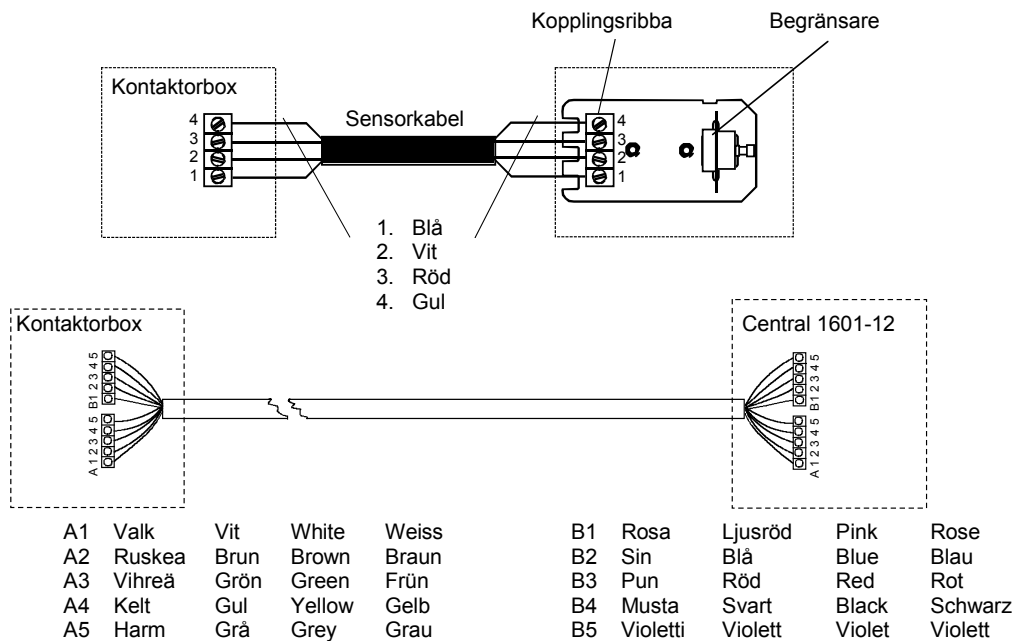 Kopplingsribba Begränsare
Kontaktorbox
Sensorkabel
4
3
2
1
4
3
2
1
1. Blå
2. Vit
3. Röd
4. Gul
Kontaktorbox
Central 1601-12
B 1 2 3 4 5
A 1 2 3 4 5
B 1 2 3 4 5
A 1 2 3 4 5
A1 Valk Vit White Weiss
A2 Ruskea Brun Brown Braun
A3 Vihreä Grön Green Frün
A4 Kelt Gul Yellow Gelb
A5 Harm Grå Grey Grau
B1 Rosa Ljusröd Pink Rose
B2 Sin Blå Blue Blau
B3 Pun Röd Red Rot
B4 Musta Svart Black Schwarz
B5 Violetti Violett Violet Violett